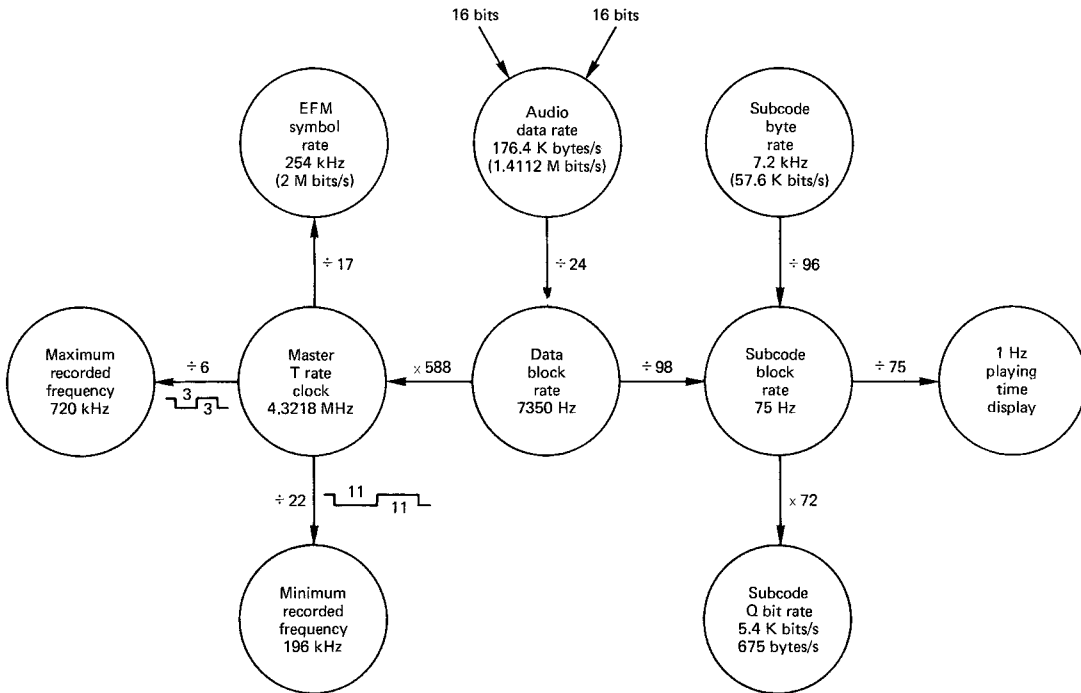 16 bits
16 bits
EFM
symbol
rate
254 kHz
(2 M bits/s)
Audio
data rate
176.4 K bytes/s
(1.4112 M bits/s)
Subcode
byte
rate
7.2 kHz
(57.6 K bits/s)
÷ 17
÷ 24
÷ 96
Maximum
recorded
frequency
720 kHz
÷ 6
3
3
Master
T rate
clock
4.3218 MHz
× 588
Data
block
rate
7350 Hz
÷ 98
Subcode
block
rate
75 Hz
÷ 75
1 Hz
playing
time
display
÷ 22
11
11
× 72
Minimum
recorded
frequency
196 kHz
Subcode
Q bit rate
5.4 K bits/s
675 bytes/s